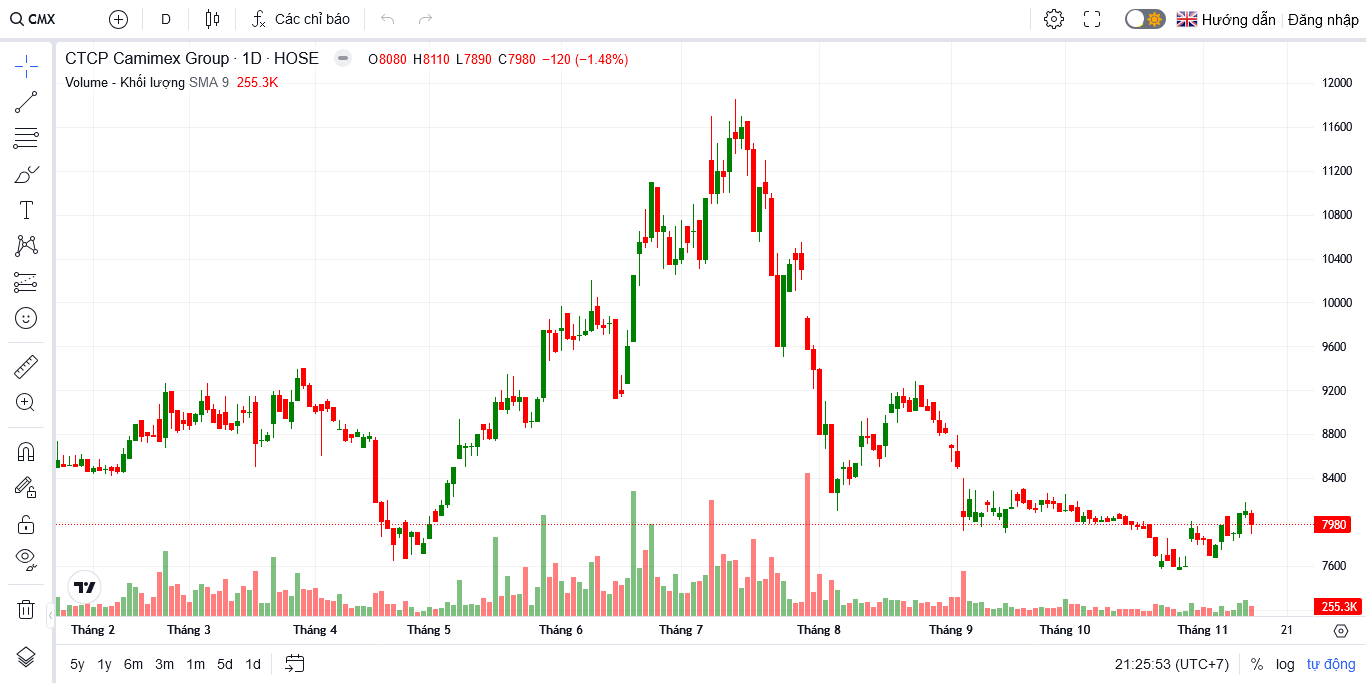 CMX D Các chỉ báo Hướng dẫn Đăng nhập
CTCP Camimex Group · 1D · HOSE O8080 H8110 L7890 C7980 −120 (−1.48%)
Volume - Khối lượng SMA 9 255.3K
12000
11600
11200
10800
10400
10000
9600
9200
8800
8400
7980
7600
255.3K
Tháng 2 Tháng 3 Tháng 4 Tháng 5 Tháng 6 Tháng 7 Tháng 8 Tháng 9 Tháng 10 Tháng 11 21
5y 1y 6m 3m 1m 5d 1d 21:25:53 (UTC+7) % log tự động